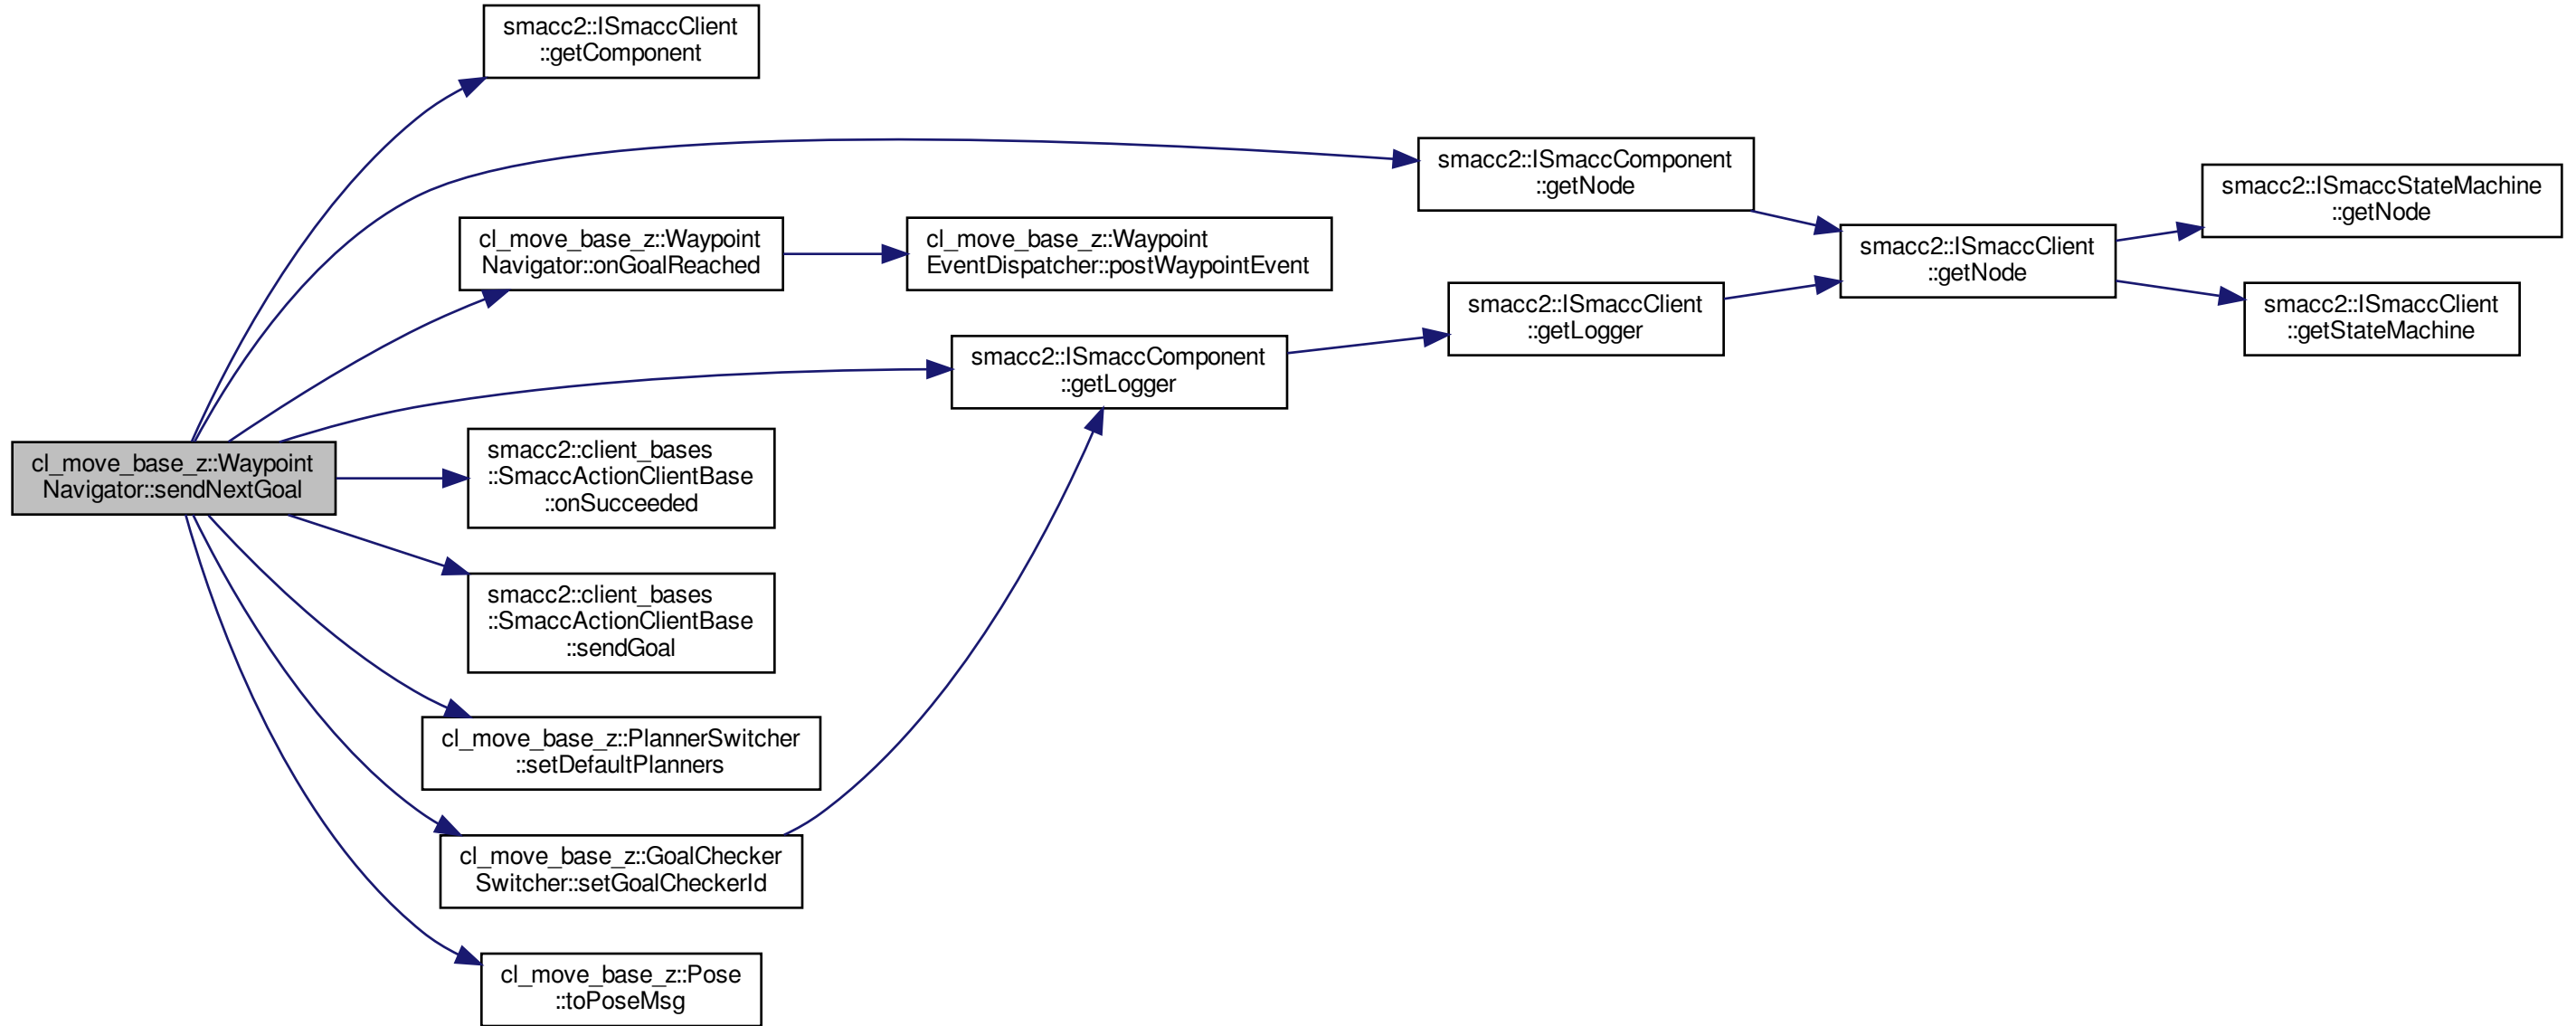 smacc2::ISmaccClient
::getComponent
smacc2::ISmaccComponent
::getNode
smacc2::ISmaccStateMachine
::getNode
cl_move_base_z::Waypoint
Navigator::onGoalReached
cl_move_base_z::Waypoint
EventDispatcher::postWaypointEvent
smacc2::ISmaccClient
::getNode
smacc2::ISmaccClient
::getLogger
smacc2::ISmaccClient
::getStateMachine
smacc2::ISmaccComponent
::getLogger
cl_move_base_z::Waypoint
Navigator::sendNextGoal
smacc2::client_bases
::SmaccActionClientBase
::onSucceeded
smacc2::client_bases
::SmaccActionClientBase
::sendGoal
cl_move_base_z::PlannerSwitcher
::setDefaultPlanners
cl_move_base_z::GoalChecker
Switcher::setGoalCheckerId
cl_move_base_z::Pose
::toPoseMsg